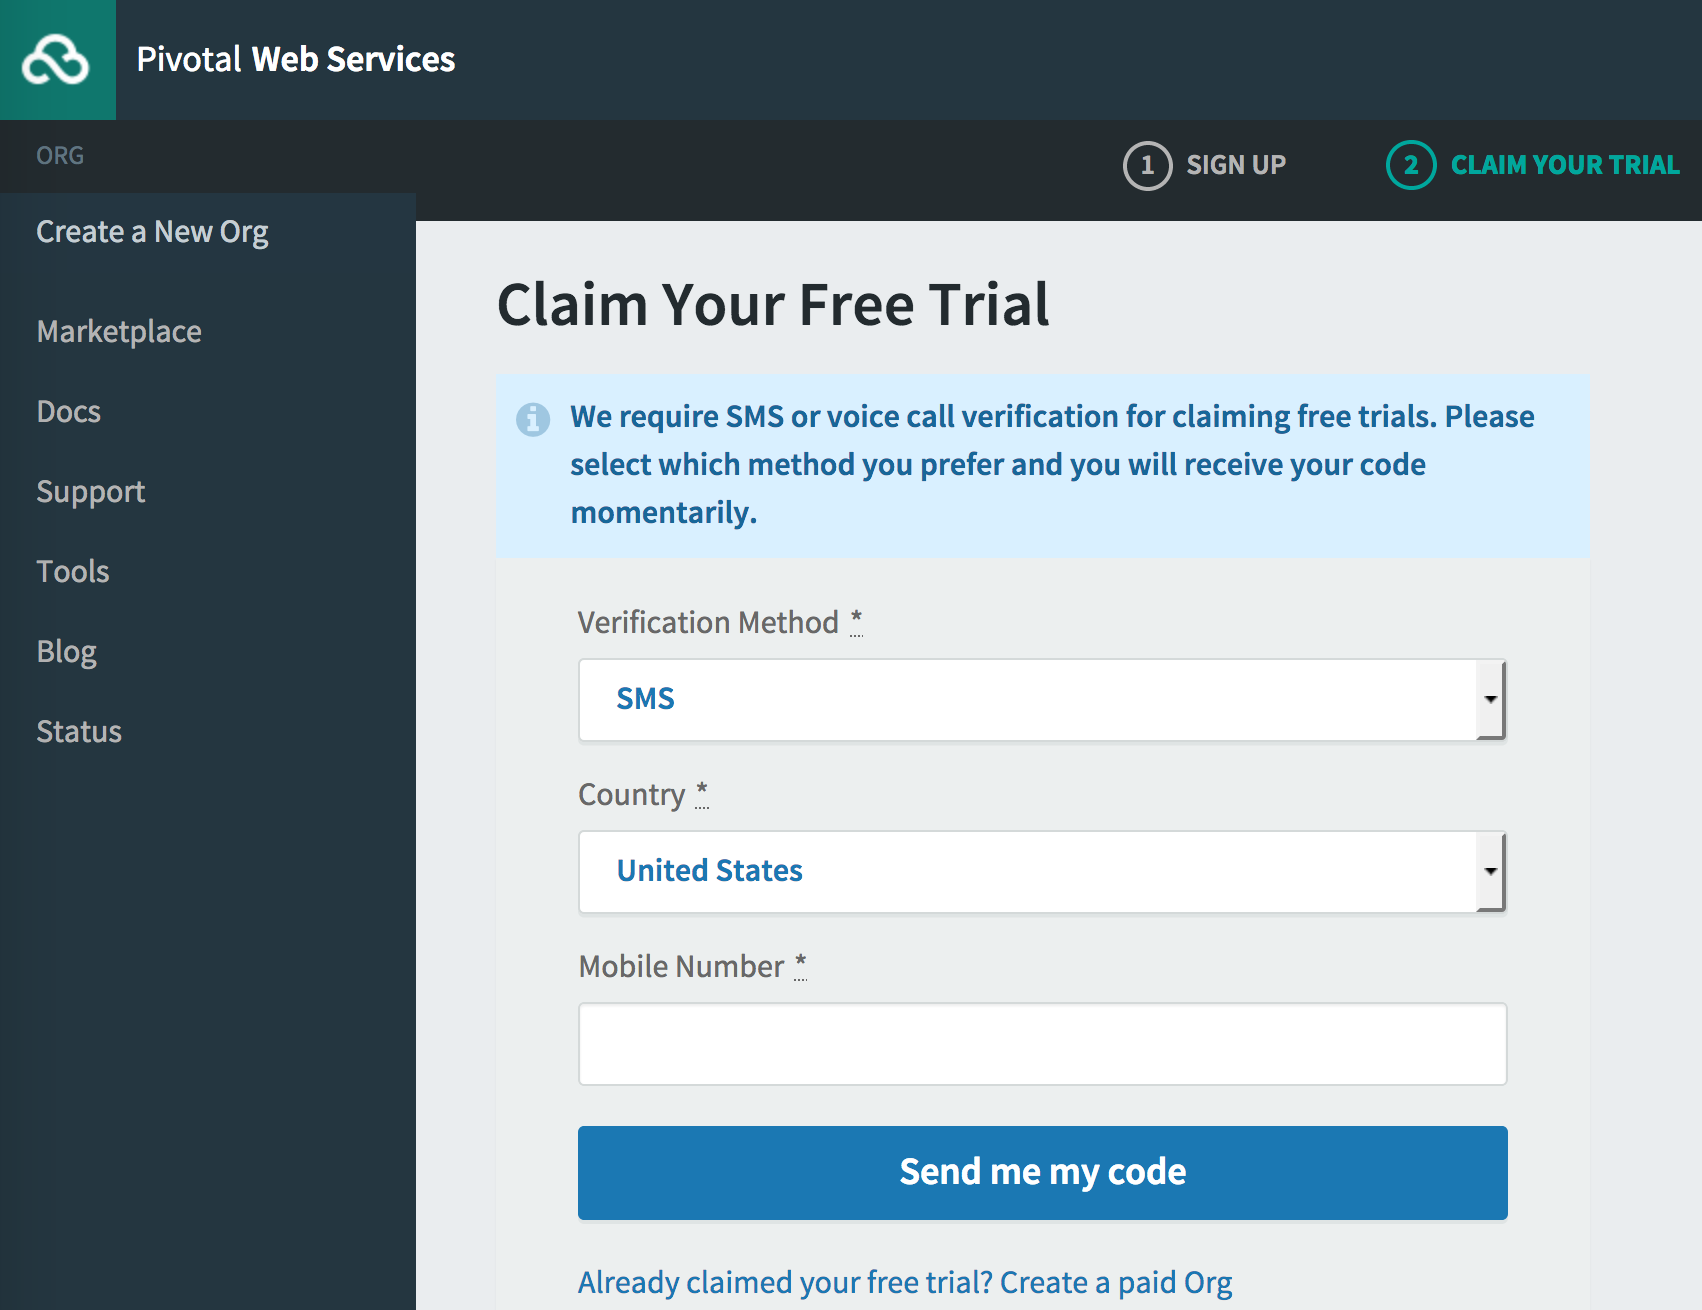 Pivotal Web Services
ORG
1 SIGN UP
2 CLAIM YOUR TRIAL
Create a New Org
Marketplace
Docs
Support
Tools
Blog
Status
Claim Your Free Trial
We require SMS or voice call verification for claiming free trials. Please
select which method you prefer and you will receive your code
momentarily.
Verification Method *
SMS
Country *
United States
Mobile Number *
Send me my code
Already claimed your free trial? Create a paid Org